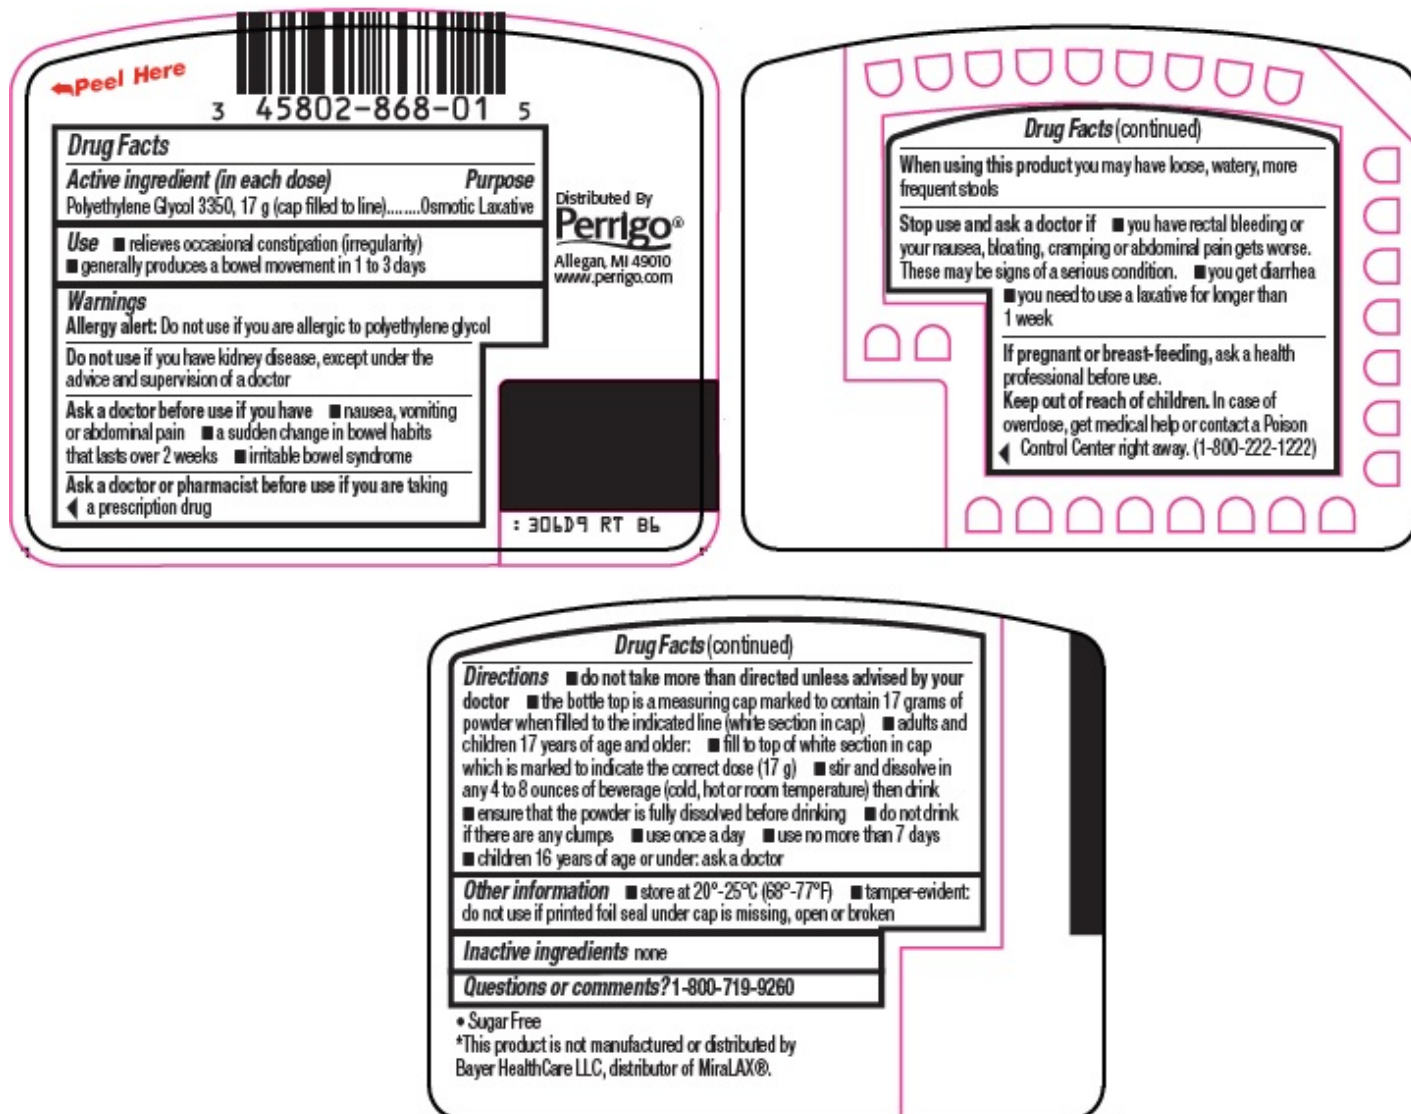 Peel Here
3 45802-868-01 5
Drug Facts
Active ingredient (in each dose) Purpose
Polyethylene Glycol 3350, 17 g (cap filled to line)........Osmotic Laxative
Use ■ relieves occasional constipation (irregularity)
■ generally produces a bowel movement in 1 to 3 days
Warnings
Allergy alert: Do not use if you are allergic to polyethylene glycol
Do not use if you have kidney disease, except under the
advice and supervision of a doctor
Ask a doctor before use if you have ■ nausea, vomiting
or abdominal pain ■ a sudden change in bowel habits
that lasts over 2 weeks ■ irritable bowel syndrome
Ask a doctor or pharmacist before use if you are taking
◀ a prescription drug
Distributed By
Perrigo®
Allegan, MI 49010
www.perrigo.com
: 306D9 RT B6
Drug Facts (continued)
When using this product you may have loose, watery, more
frequent stools
Stop use and ask a doctor if ■ you have rectal bleeding or
your nausea, bloating, cramping or abdominal pain gets worse.
These may be signs of a serious condition. ■ you get diarrhea
■ you need to use a laxative for longer than
1 week
If pregnant or breast-feeding, ask a health
professional before use.
Keep out of reach of children. In case of
overdose, get medical help or contact a Poison
◀ Control Center right away. (1-800-222-1222)
Drug Facts (continued)
Directions ■ do not take more than directed unless advised by your
doctor ■ the bottle top is a measuring cap marked to contain 17 grams of
powder when filled to the indicated line (white section in cap) ■ adults and
children 17 years of age and older: ■ fill to top of white section in cap
which is marked to indicate the correct dose (17 g) ■ stir and dissolve in
any 4 to 8 ounces of beverage (cold, hot or room temperature) then drink
■ ensure that the powder is fully dissolved before drinking ■ do not drink
if there are any clumps ■ use once a day ■ use no more than 7 days
■ children 16 years of age or under: ask a doctor
Other information ■ store at 20°-25°C (68°-77°F) ■ tamper-evident:
do not use if printed foil seal under cap is missing, open or broken
Inactive ingredients none
Questions or comments? 1-800-719-9260
• Sugar Free
*This product is not manufactured or distributed by
Bayer HealthCare LLC, distributor of MiraLAX®.